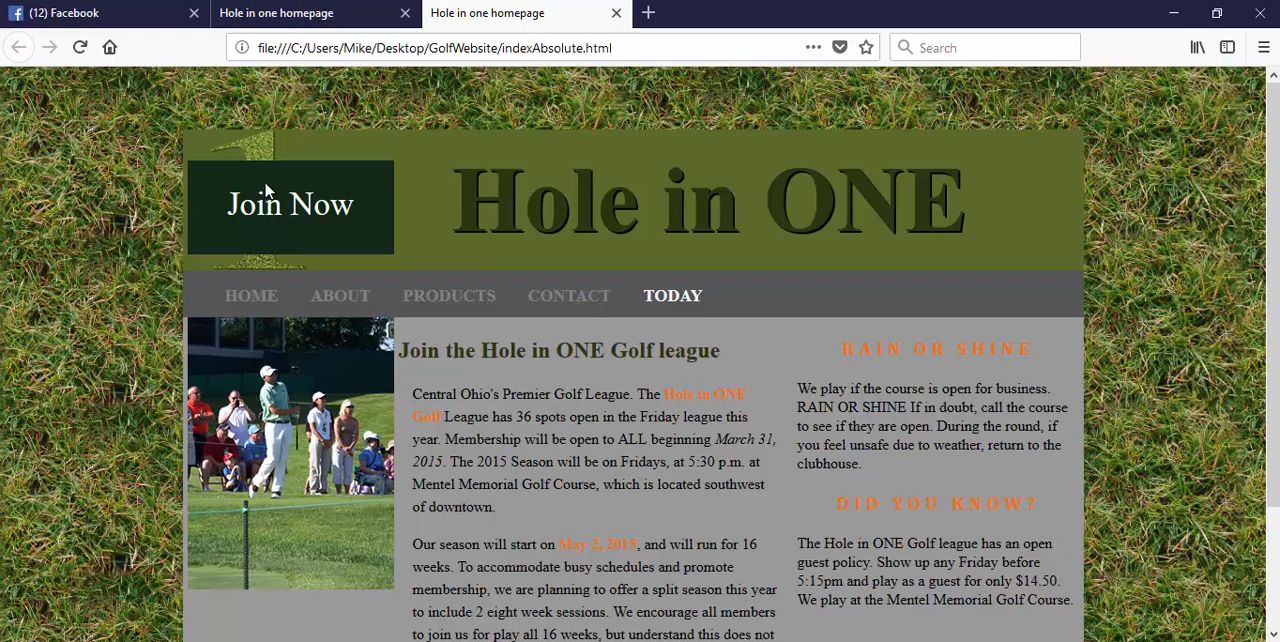 (12) Facebook
Hole in one homepage
Hole in one homepage
file:///C:/Users/Mike/Desktop/GolfWebsite/indexAbsolute.html
Search
1
Join Now
Hole in ONE
HOME ABOUT PRODUCTS CONTACT TODAY
Join the Hole in ONE Golf league
Central Ohio's Premier Golf League. The Hole in ONE
Golf League has 36 spots open in the Friday league this
year. Membership will be open to ALL beginning March 31,
2015. The 2015 Season will be on Fridays, at 5:30 p.m. at
Mentel Memorial Golf Course, which is located southwest
of downtown.
Our season will start on May 2, 2015, and will run for 16
weeks. To accommodate busy schedules and promote
membership, we are planning to offer a split season this year
to include 2 eight week sessions. We encourage all members
to join us for play all 16 weeks, but understand this does not
RAIN OR SHINE
We play if the course is open for business.
RAIN OR SHINE If in doubt, call the course
to see if they are open. During the round, if
you feel unsafe due to weather, return to the
clubhouse.
DID YOU KNOW?
The Hole in ONE Golf league has an open
guest policy. Show up any Friday before
5:15pm and play as a guest for only $14.50.
We play at the Mentel Memorial Golf Course.